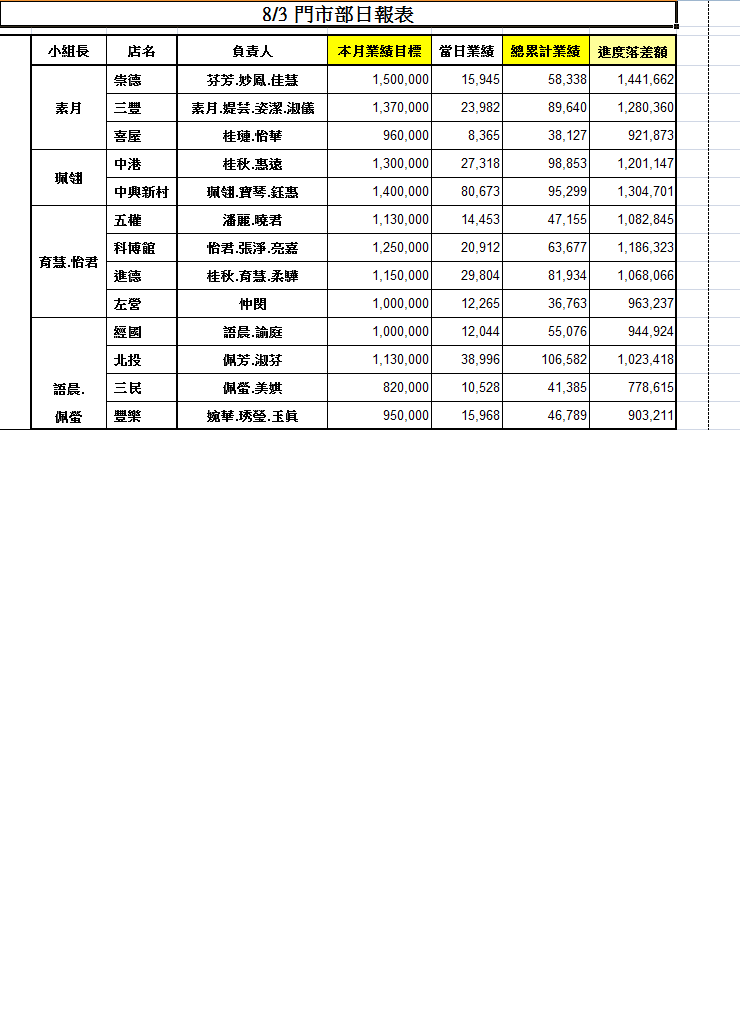 8/3 門市部日報表
小組長 店名 負責人 本月業績目標 當日業績 總累計業績 進度落差額
素月 崇德 芬芳.妙鳳.佳慧 1,500,000 15,945 58,338 1,441,662
三豐 素月.媞芸.姿潔.淑儀 1,370,000 23,982 89,640 1,280,360
喜屋 桂璉.怡華 960,000 8,365 38,127 921,873
珮翎 中港 桂秋.惠遠 1,300,000 27,318 98,853 1,201,147
中興新村 珮翎.寶琴.鈺惠 1,400,000 80,673 95,299 1,304,701
育慧.怡君 五權 潘麗.曉君 1,130,000 14,453 47,155 1,082,845
科博館 怡君.張淨.亮嘉 1,250,000 20,912 63,677 1,186,323
進德 桂秋.育慧.柔驊 1,150,000 29,804 81,934 1,068,066
左營 仲閔 1,000,000 12,265 36,763 963,237
經國 語晨.諭庭 1,000,000 12,044 55,076 944,924
北投 佩芳.淑芬 1,130,000 38,996 106,582 1,023,418
語晨. 三民 佩螢.美娸 820,000 10,528 41,385 778,615
佩螢 豐樂 婉華.琇瑩.玉真 950,000 15,968 46,789 903,211